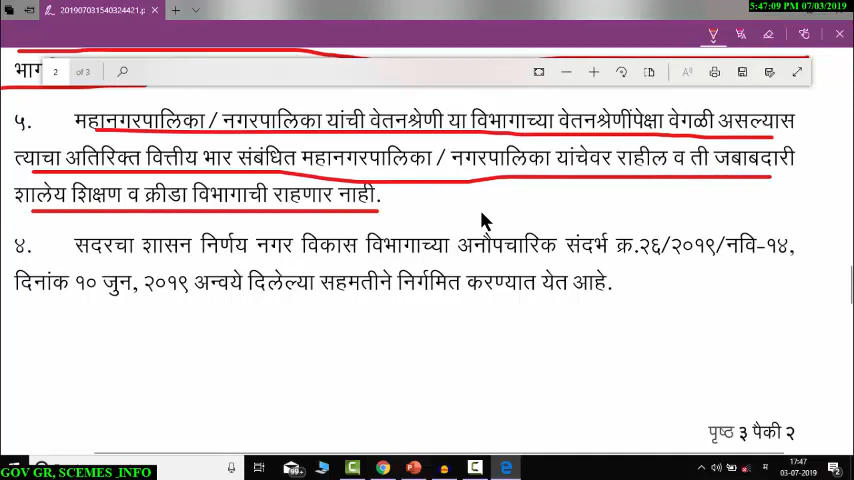 5:47:09 PM 07/03/2019
201907031540324421.p
2 of 3
५. महानगरपालिका / नगरपालिका यांची वेतनश्रेणी या विभागाच्या वेतनश्रेणींपेक्षा वेगळी असल्यास
त्याचा अतिरिक्त वित्तीय भार संबंधित महानगरपालिका / नगरपालिका यांचेवर राहील व ती जबाबदारी
शालेय शिक्षण व क्रीडा विभागाची राहणार नाही.
४. सदरचा शासन निर्णय नगर विकास विभागाच्या अनौपचारिक संदर्भ क्र.२६/२०१९/नवि-१४,
दिनांक १० जुन, २०१९ अन्वये दिलेल्या सहमतीने निर्गमित करण्यात येत आहे.
पृष्ठ ३ पैकी २
GOV GR, SCEMES_INFO
99+
म
17:47
03-07-2019
2